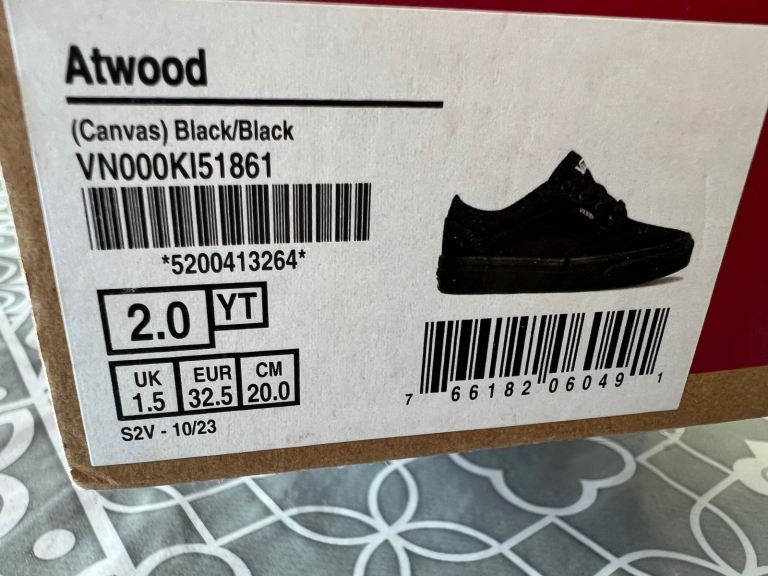 Atwood
(Canvas) Black/Black
VN000KI51861
*5200413264*
2.0 YT
UK 1.5 EUR 32.5 CM 20.0
S2V - 10/23
VANS
7 66182 06049 1